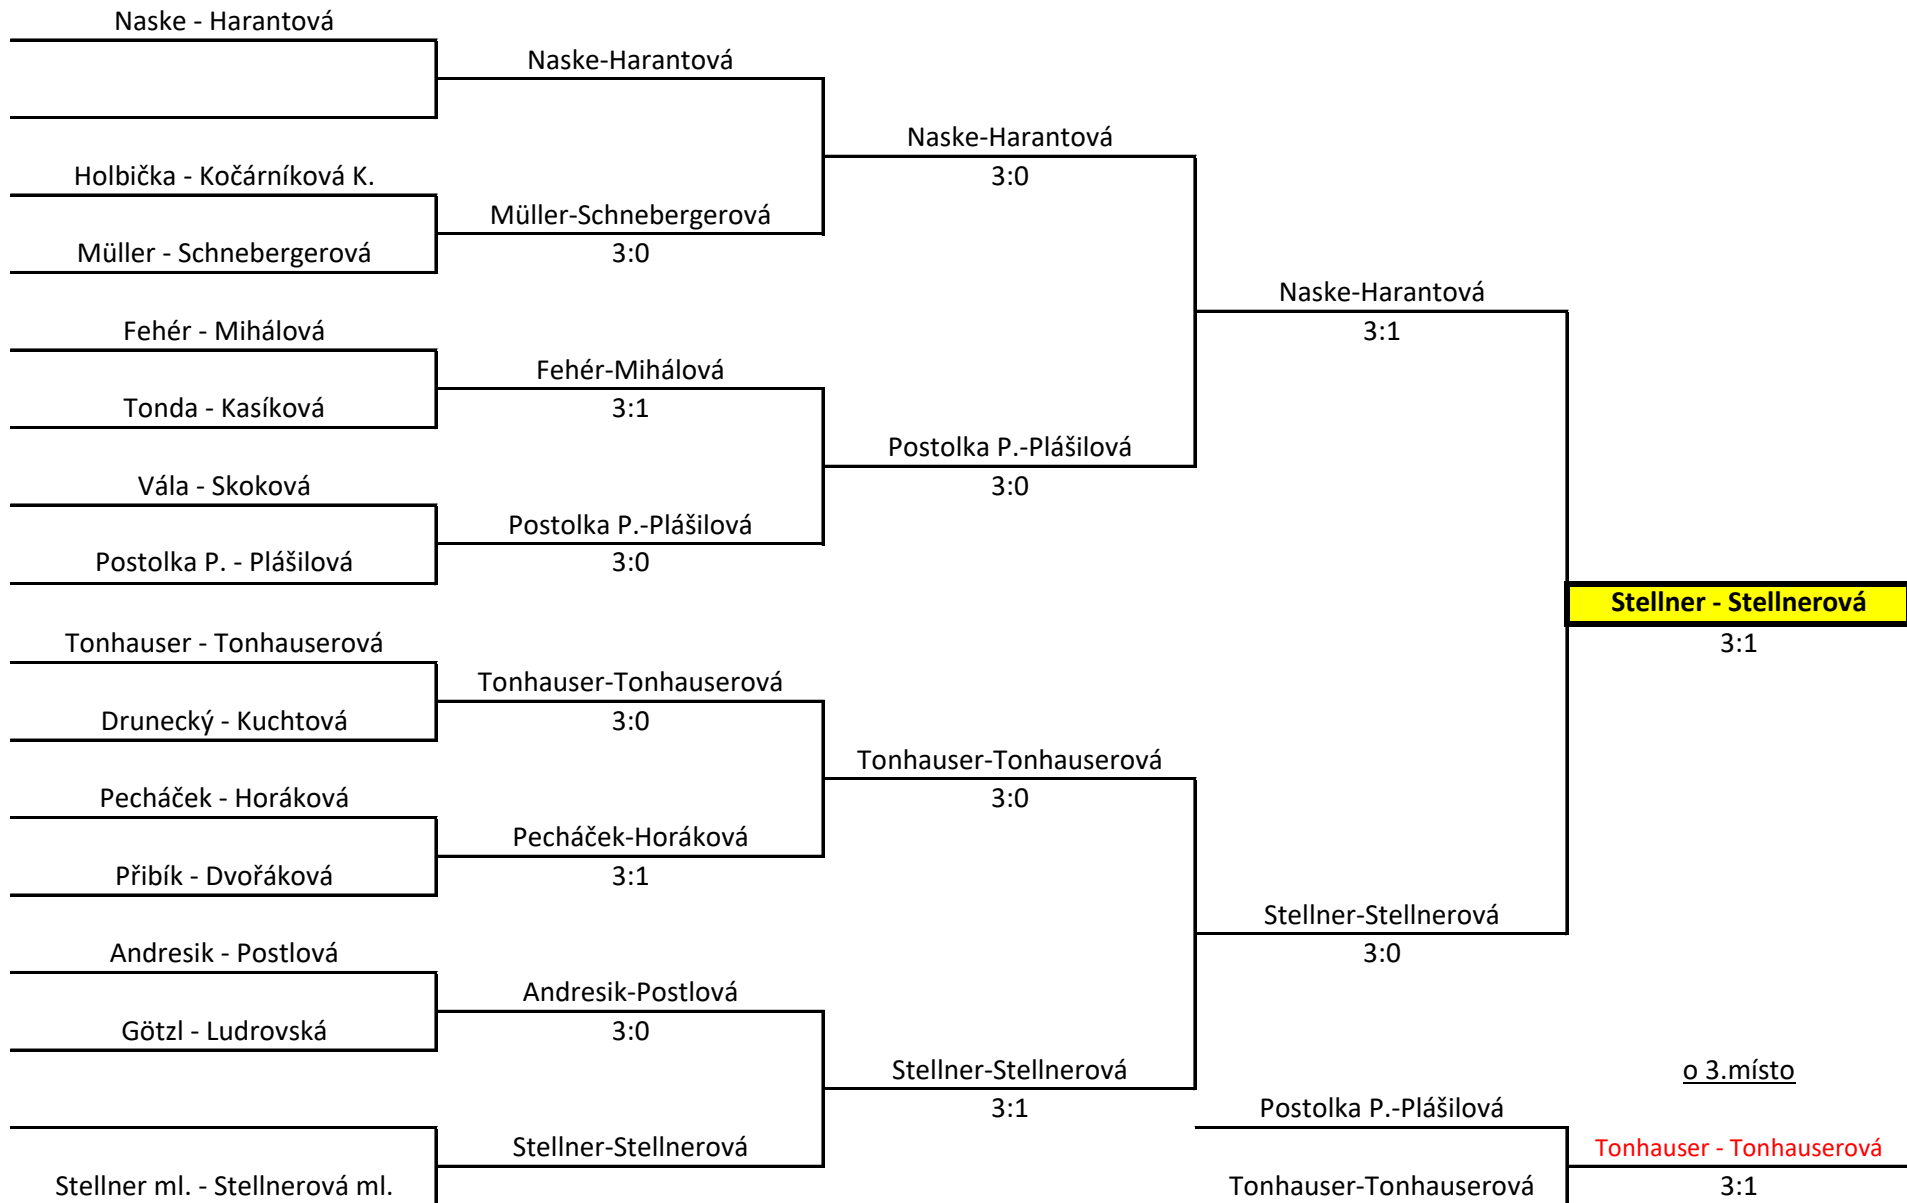 Naske - Harantová
Naske-Harantová
Naske-Harantová
Holbička - Kočárníková K.
3:0
Müller-Schnebergerová
Müller - Schnebergerová
3:0
Naske-Harantová
Fehér - Mihálová
3:1
Fehér-Mihálová
Tonda - Kasíková
3:1
Postolka P.-Plášilová
Vála - Skoková
3:0
Postolka P.-Plášilová
Postolka P. - Plášilová
3:0
Stellner - Stellnerová
Tonhauser - Tonhauserová
3:1
Tonhauser-Tonhauserová
Drunecký - Kuchtová
3:0
Tonhauser-Tonhauserová
Pecháček - Horáková
3:0
Pecháček-Horáková
Přibík - Dvořáková
3:1
Stellner-Stellnerová
Andresik - Postlová
3:0
Andresik-Postlová
Götzl - Ludrovská
3:0
Stellner-Stellnerová
o 3.místo
3:1
Postolka P.-Plášilová
Stellner-Stellnerová
Tonhauser - Tonhauserová
Stellner ml. - Stellnerová ml.
Tonhauser-Tonhauserová
3:1